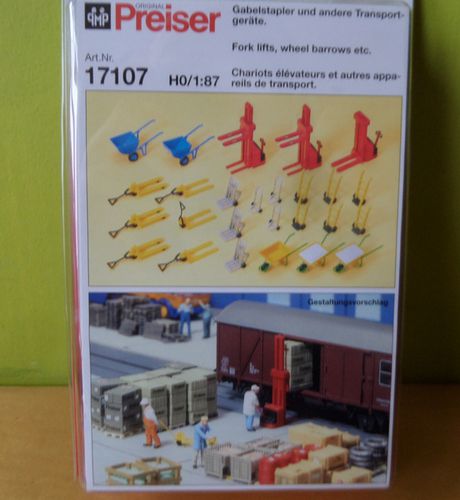 ORIGINAL
PMP Preiser
Gabelstapler und andere Transport-
geräte.
Fork lifts, wheel barrows etc.
Art.Nr.
17107 H0/1:87
Chariots élévateurs et autres appa-
reils de transport.
Gestaltungsvorschlag